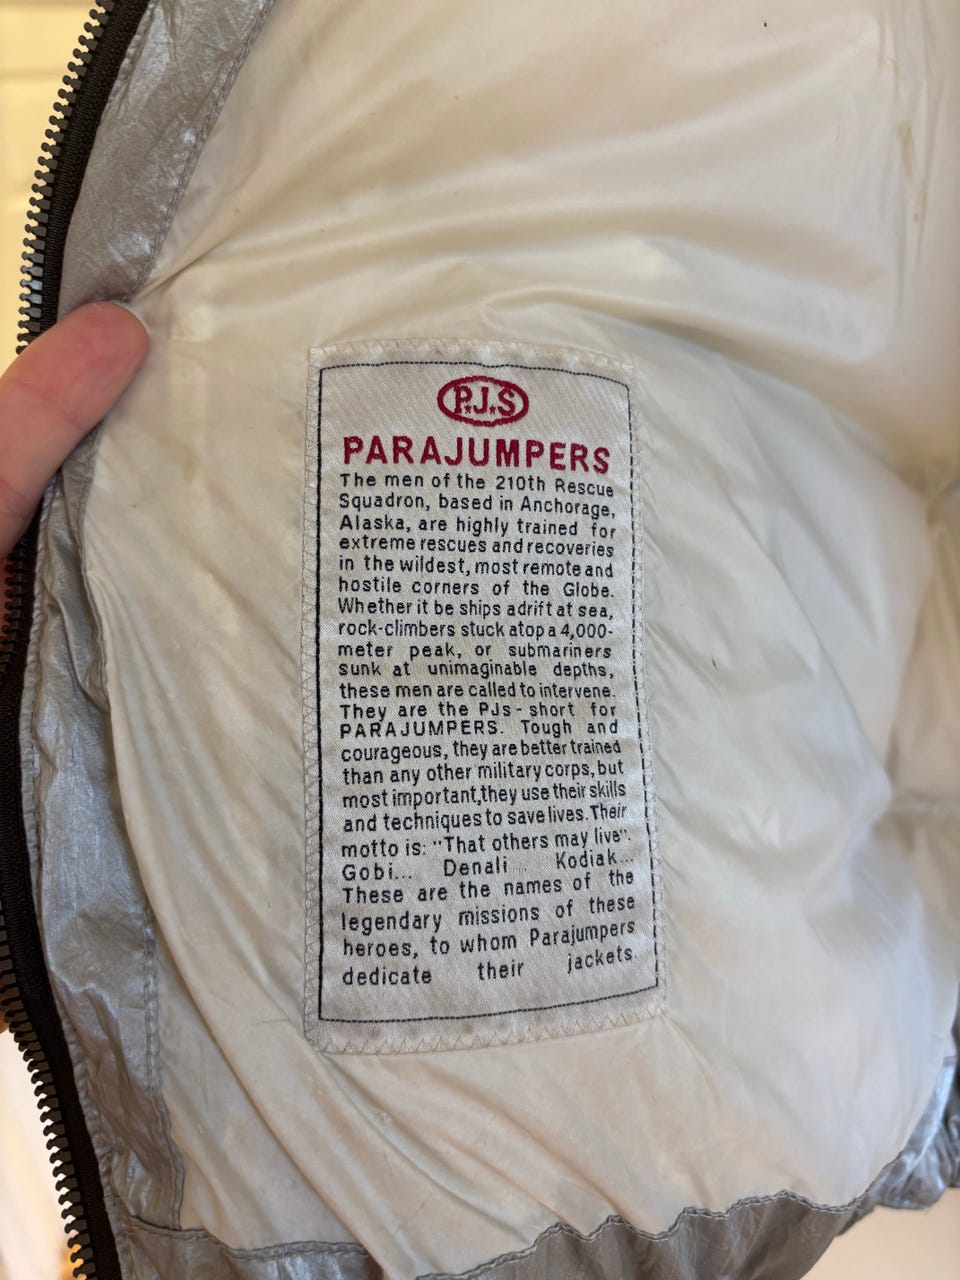 P.J.S
PARAJUMPERS
The men of the 210th Rescue
Squadron, based in Anchorage,
Alaska, are highly trained for
extreme rescues and recoveries
in the wildest, most remote and
hostile corners of the Globe.
Whether it be ships adrift at sea,
rock-climbers stuck atop a 4,000-
meter peak, or submariners
sunk at unimaginable depths,
these men are called to intervene.
They are the PJs - short for
PARAJUMPERS. Tough and
courageous, they are better trained
than any other military corps, but
most important,they use their skills
and techniques to save lives. Their
motto is: "That others may live".
Gobi... Denali... Kodiak...
These are the names of the
legendary missions of these
heroes, to whom Parajumpers
dedicate their jackets.